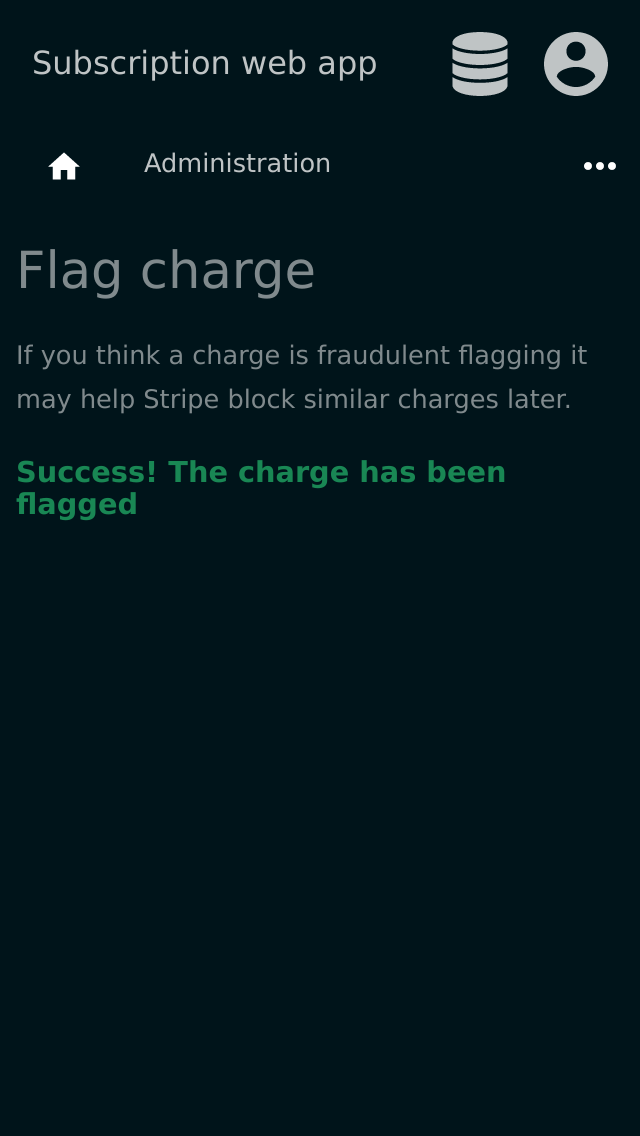 Subscription web app
Administration
Flag charge
If you think a charge is fraudulent flagging it
may help Stripe block similar charges later.
Success! The charge has been
flagged